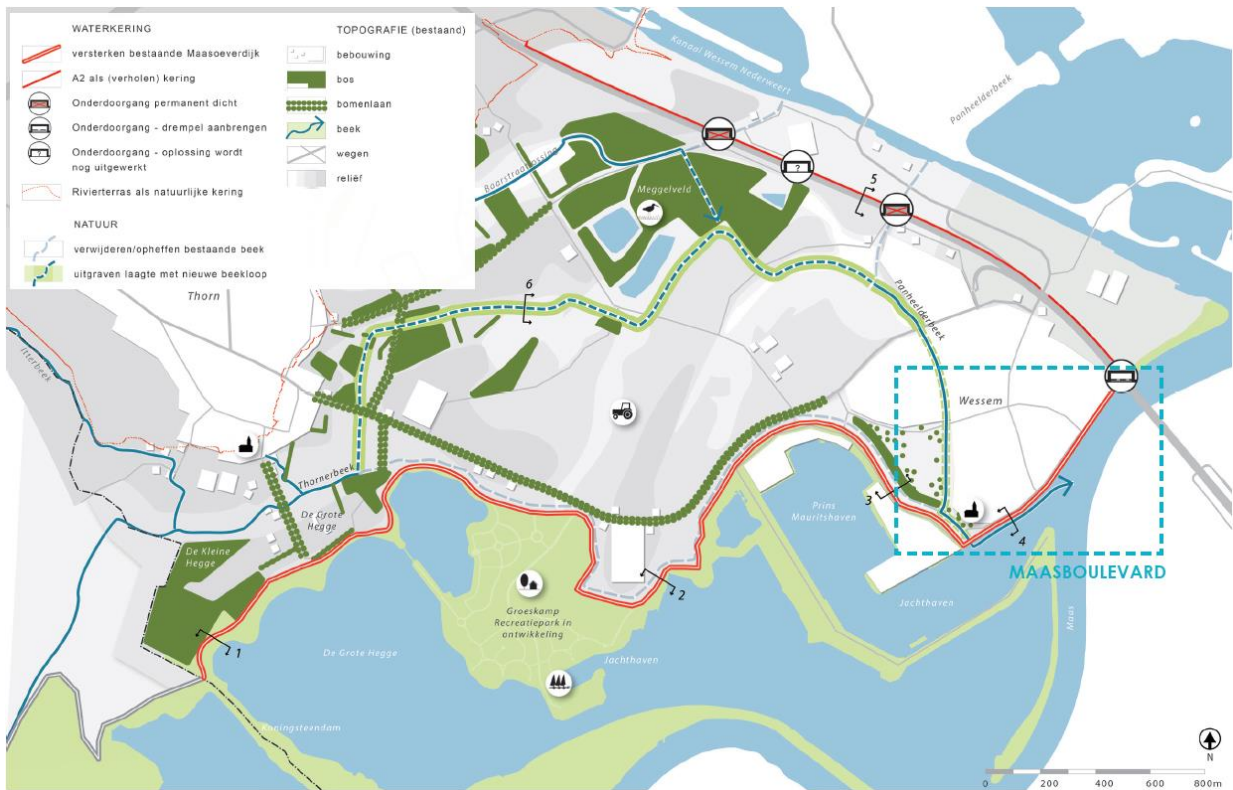 WATERKERING
versterken bestaande Maasoeverdijk
A2 als (verholen) kering
Onderdoorgang permanent dicht
Onderdoorgang - drempel aanbrengen
Onderdoorgang - oplossing wordt
nog uitgewerkt
Rivierterras als natuurlijke kering
NATUUR
verwijderen/opheffen bestaande beek
uitgraven laagte met nieuwe beekloop
TOPOGRAFIE (bestaand)
bebouwing
bos
bomenlaan
beek
wegen
reliëf
Kanaal Wessem Nederweert
Panheelderbeek
?
?
5
Meggelveld
6
Thorn
Itterbeek
Panheelderbeek
Wessem
Thornerbeek
De Grote
Hegge
De Kleine
Hegge
3
Prins
Mauritshaven
4
MAASBOULEVARD
2
Jachthaven
Groeskamp
Recreatiepark in
ontwikkeling
Maas
1
De Grote Hegge
Jachthaven
Koningsteendam
N
0 200 400 600 800m